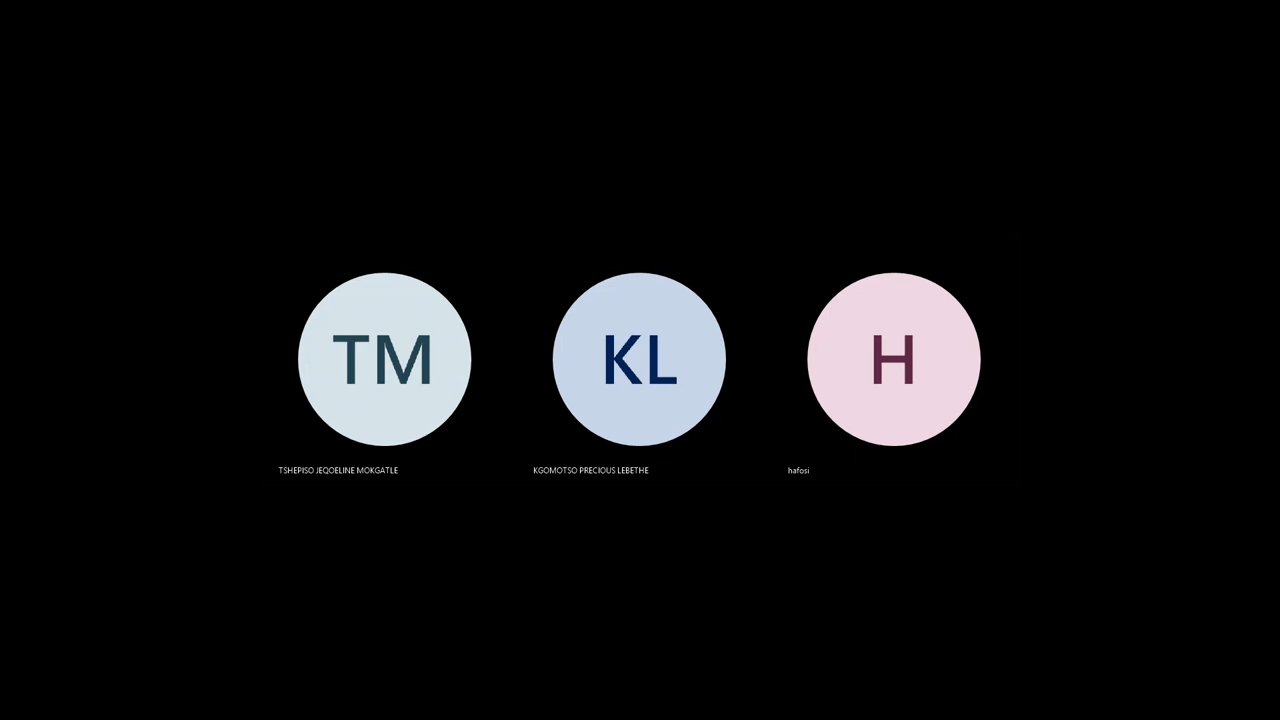 TM
KL
H
TSHEPISO JEQOELINE MOKGATLE
KGOMOTSO PRECIOUS LEBETHE
hafosi